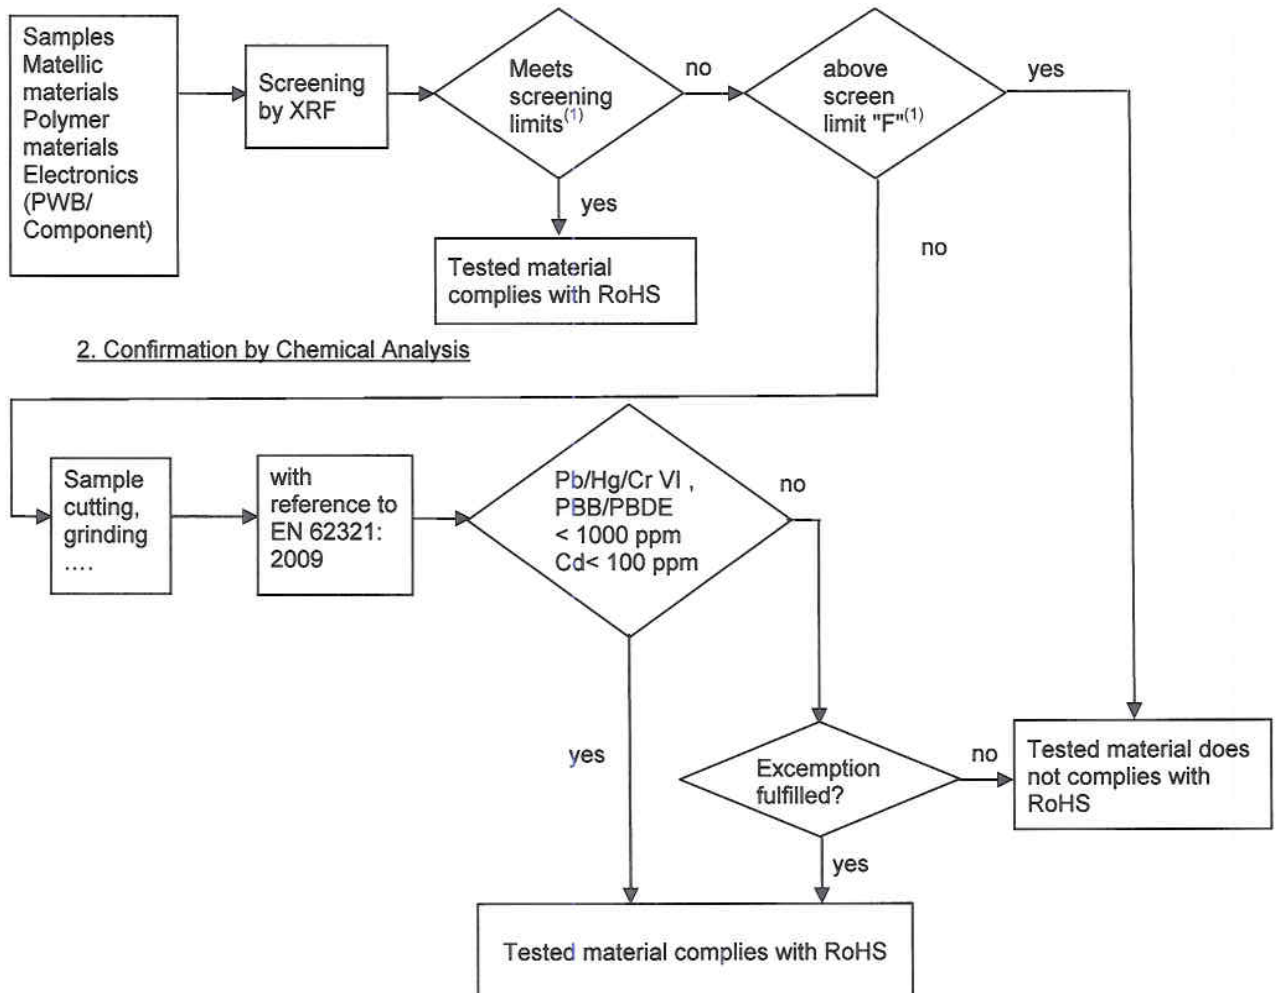 Samples
Matellic
materials
Polymer
materials
Electronics
(PWB/
Component)
Screening
by XRF
Meets
screening
limits(1)
no
above
screen
limit "F"(1)
yes
yes
Tested material
complies with RoHS
no
2. Confirmation by Chemical Analysis
Sample
cutting,
grinding
....
with
reference to
EN 62321:
2009
Pb/Hg/Cr VI ,
PBB/PBDE
< 1000 ppm
Cd< 100 ppm
no
yes
Excemption
fulfilled?
no
Tested material does
not complies with
RoHS
yes
Tested material complies with RoHS